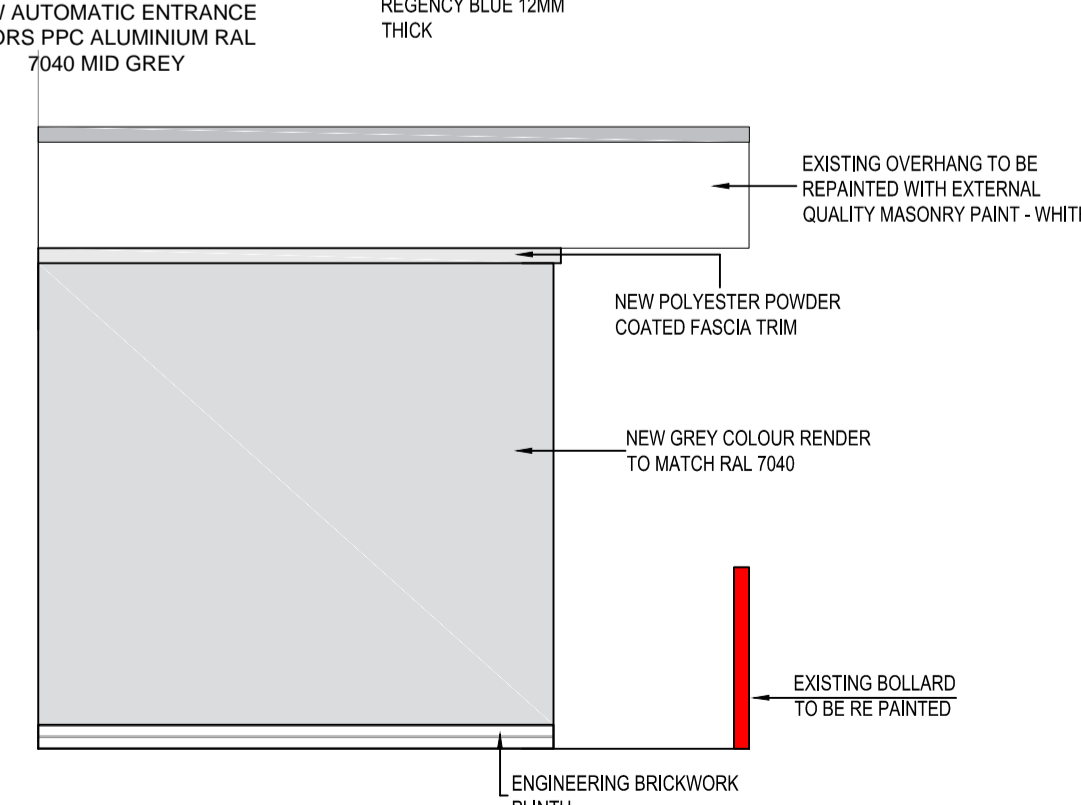 AUTOMATIC ENTRANCE
PPC ALUMINIUM RAL
7040 MID GREY
REGENCY BLUE 12MM
THICK
EXISTING OVERHANG TO BE
REPAINTED WITH EXTERNAL
QUALITY MASONRY PAINT -
NEW POLYESTER POWDER
COATED FASCIA TRIM
NEW GREY COLOUR RENDER
TO MATCH RAL 7040
EXISTING BOLLARD
TO BE RE PAINTED
ENGINEERING BRICKWORK